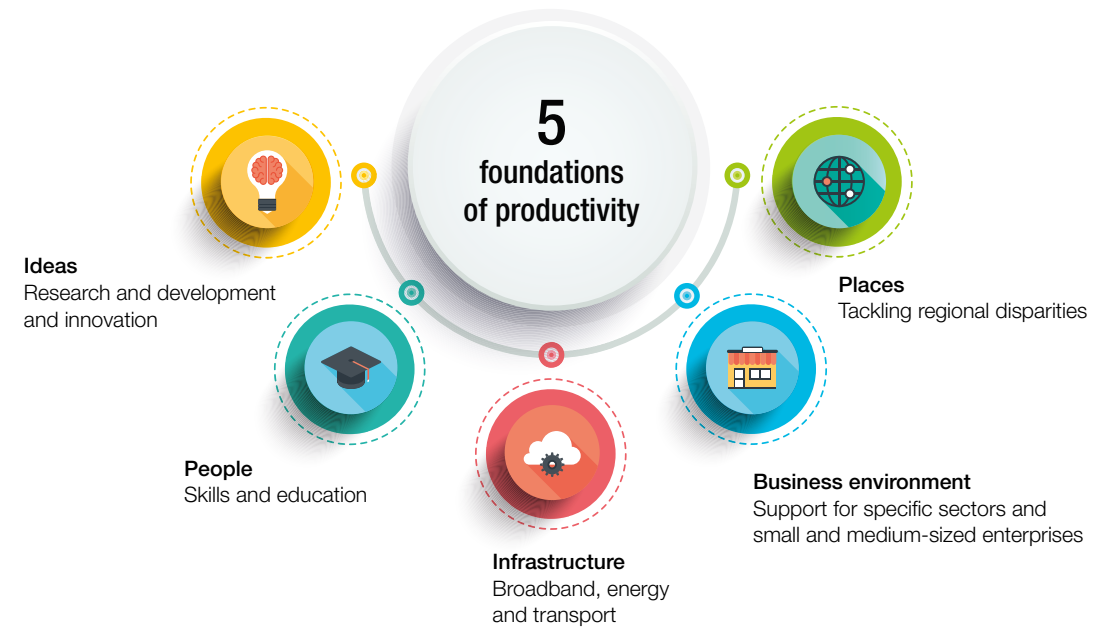 5
foundations
of productivity
Ideas
Research and development
and innovation
People
Skills and education
Infrastructure
Broadband, energy
and transport
Business environment
Support for specific sectors and
small and medium-sized enterprises
Places
Tackling regional disparities